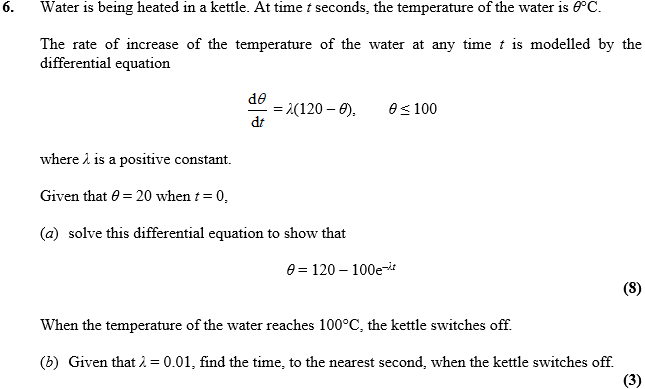 6. Water is being heated in a kettle. At time t seconds, the temperature of the water is θ°C.
The rate of increase of the temperature of the water at any time t is modelled by the
differential equation
dθ/dt = λ(120 – θ), θ ≤ 100
where λ is a positive constant.
Given that θ = 20 when t = 0,
(a) solve this differential equation to show that
θ = 120 – 100e^–λt
(8)
When the temperature of the water reaches 100°C, the kettle switches off.
(b) Given that λ = 0.01, find the time, to the nearest second, when the kettle switches off.
(3)